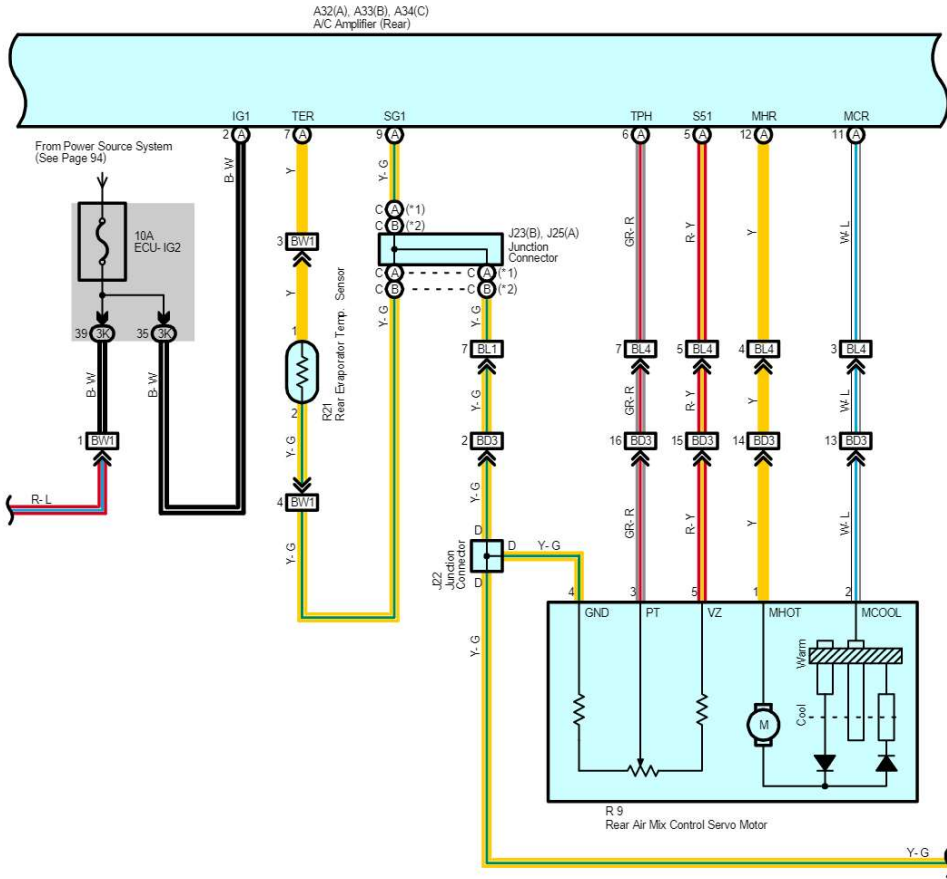 A32(A), A33(B), A34(C)
A/C Amplifier (Rear)
IG1 TER SG1 TPH S51 MHR MCR
2 A 7 A 9 A 6 A 5 A 12 A 11 A
From Power Source System
(See Page 94)
B- W
Y
Y- G
GR- R
R- Y
Y
W- L
C A (*1)
C B (*2)
10A
ECU- IG2
3 BW1
J23(B), J25(A)
Junction
Connector
C A C A (*1)
C B C B (*2)
39 3K 35 3K
Y
1
R21
Rear Evaporator Temp. Sensor
2
Y- G
Y- G
7 BL1 7 BL4 5 BL4 4 BL4 3 BL4
B- W
B- W
Y- G
Y- G
GR- R
R- Y
Y
W- L
1 BW1 2 BD3 16 BD3 15 BD3 14 BD3 13 BD3
R- L
4 BW1
Y- G
Y- G
GR- R
R- Y
Y
W- L
D
D Y- G
D
J22
Junction
Connector
4 3 5 1 2
GND PT VZ MHOT MCOOL
Y- G
Warm
Cool
M
R 9
Rear Air Mix Control Servo Motor
Y- G